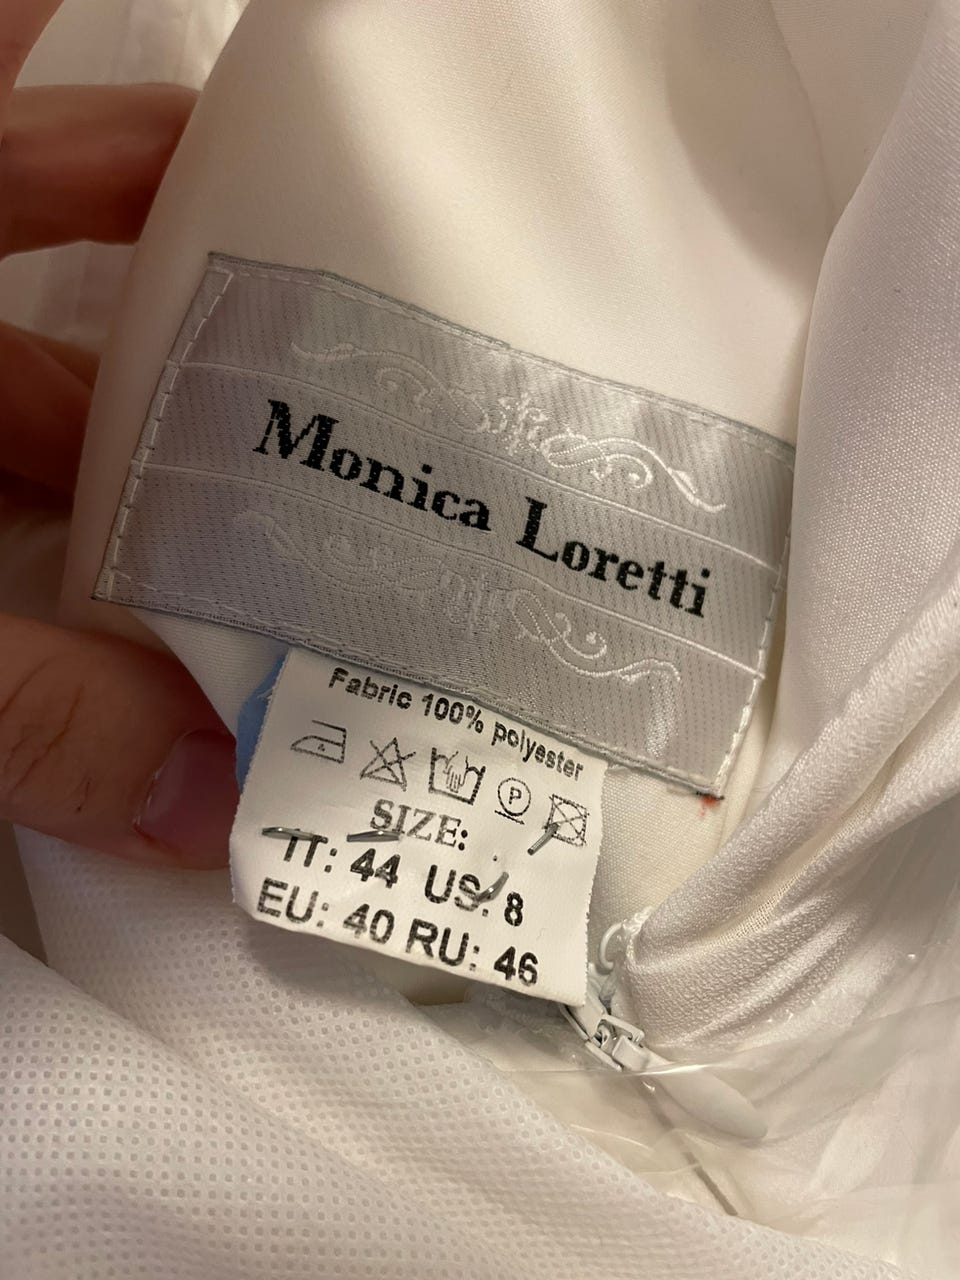 Monica Loretti
Fabric 100% polyester
P
SIZE:
IT: 44 US: 8
EU: 40 RU: 46